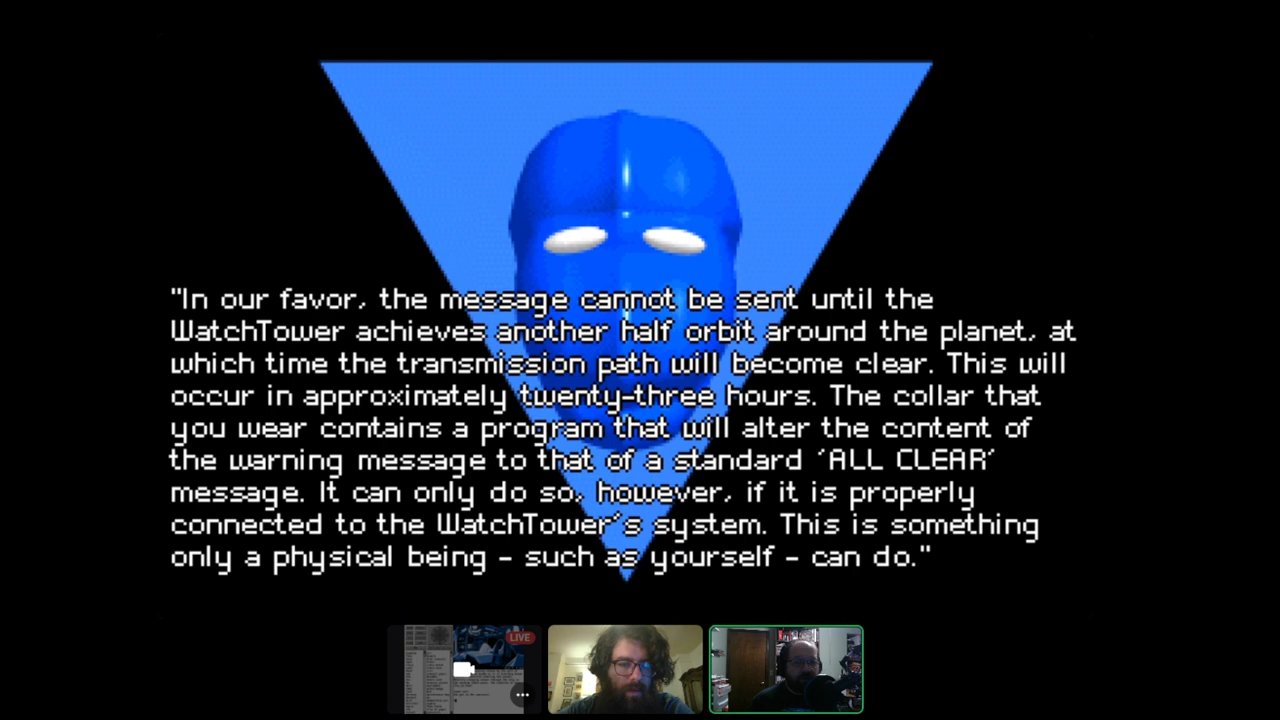 "In our favor, the message cannot be sent until the
WatchTower achieves another half orbit around the planet, at
which time the transmission path will become clear. This will
occur in approximately twenty-three hours. The collar that
you wear contains a program that will alter the content of
the warning message to that of a standard 'ALL CLEAR'
message. It can only do so, however, if it is properly
connected to the WatchTower's system. This is something
only a physical being - such as yourself - can do."
LIVE